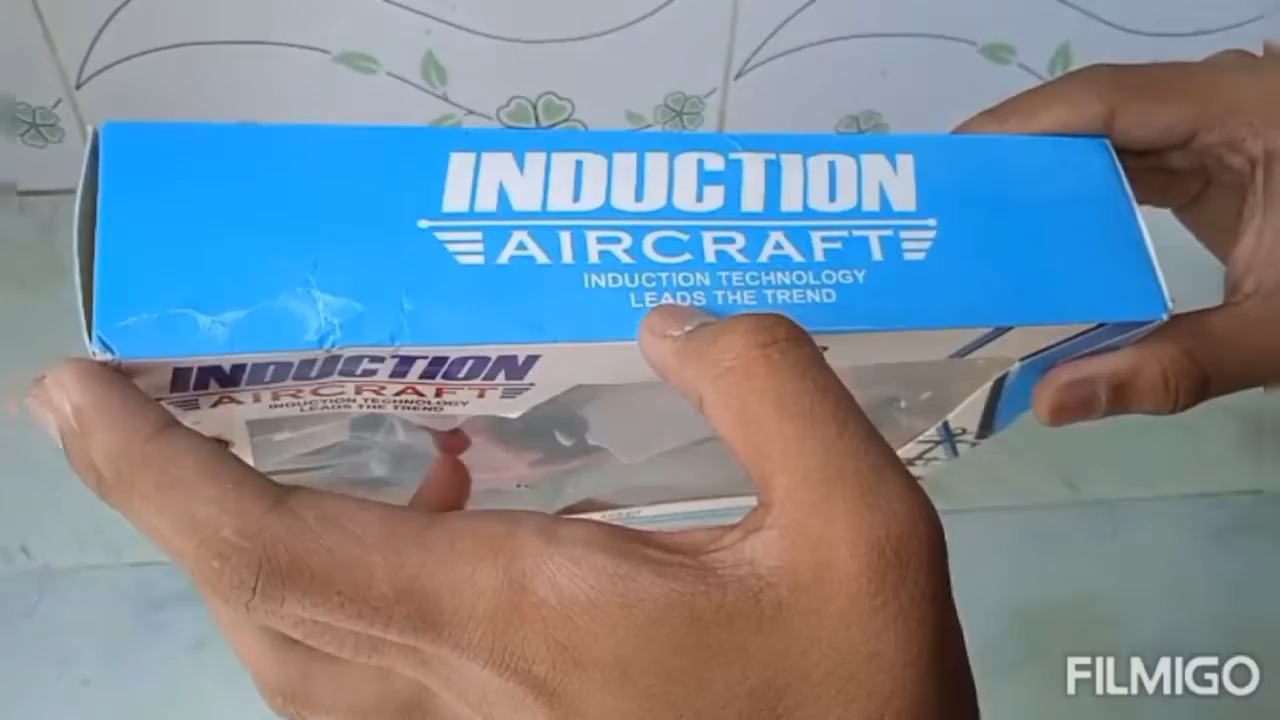 INDUCTION
AIRCRAFT
INDUCTION TECHNOLOGY
LEADS THE TREND
INDUCTION
AIRCRAFT
INDUCTION TECHNOLOGY
LEADS THE TREND
FILMIGO